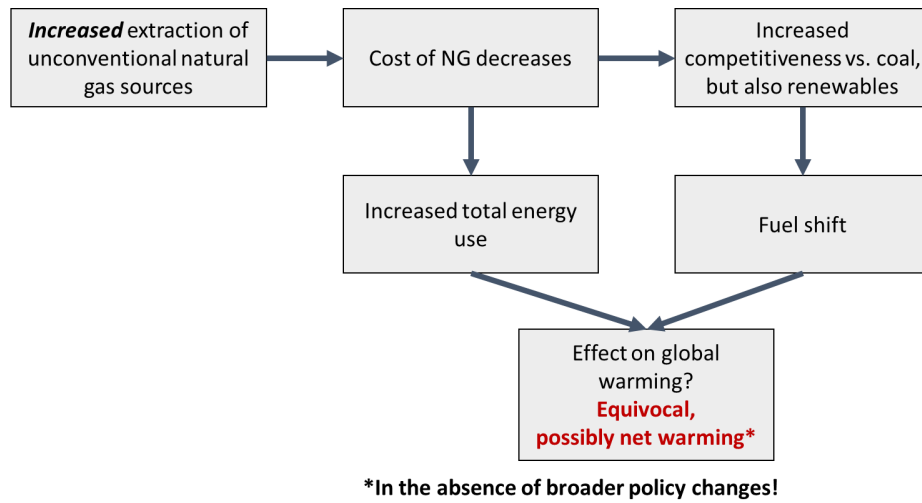 Increased extraction of
unconventional natural
gas sources
Cost of NG decreases
Increased
competitiveness vs. coal,
but also renewables
Increased total energy
use
Fuel shift
Effect on global
warming?
Equivocal,
possibly net warming*
*In the absence of broader policy changes!